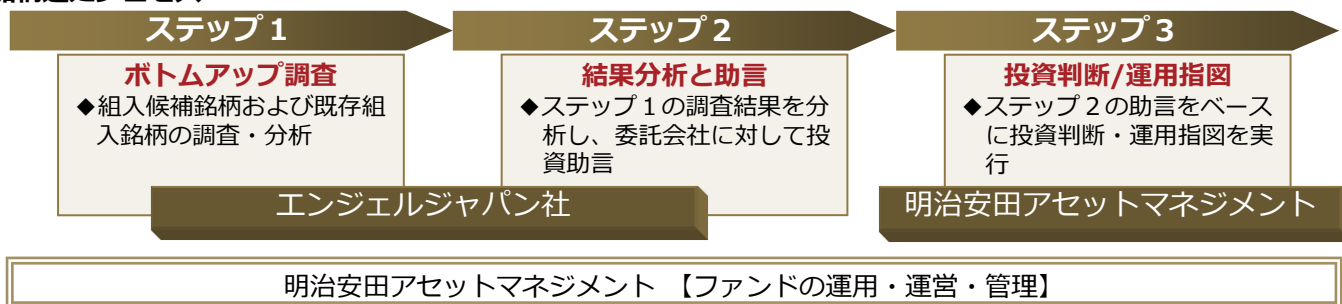 ステップ1
ステップ2
ステップ3
ボトムアップ調査
◆組入候補銘柄および既存組
入銘柄の調査・分析
結果分析と助言
◆ステップ1の調査結果を分
析し、委託会社に対して投
資助言
投資判断/運用指図
◆ステップ2の助言をベース
に投資判断・運用指図を実
行
エンジェルジャパン社
明治安田アセットマネジメント
明治安田アセットマネジメント 【ファンドの運用・運営・管理】